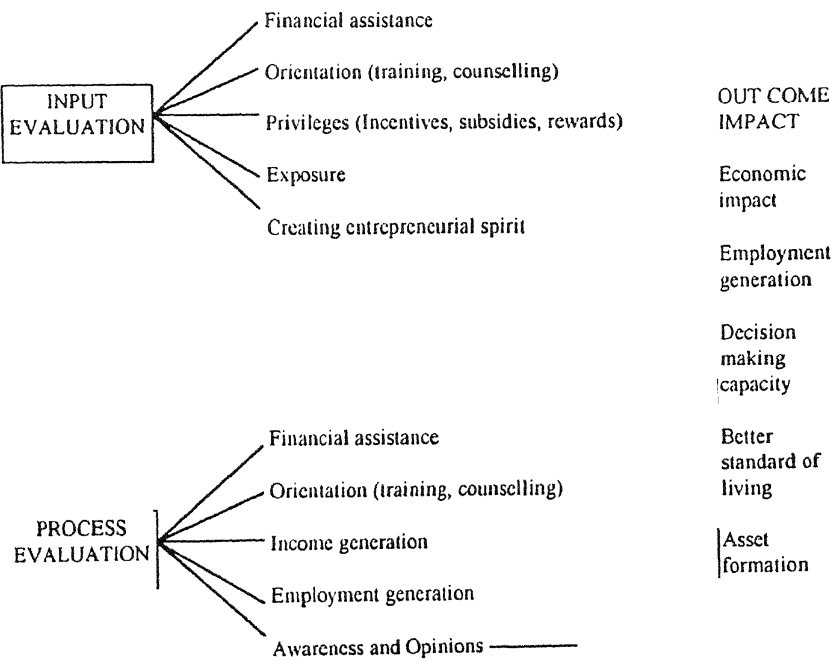 INPUT
EVALUATION
Financial assistance
Orientation (training, counselling)
Privileges (Incentives, subsidies, rewards)
Exposure
Creating entrepreneurial spirit
PROCESS
EVALUATION
Financial assistance
Orientation (training, counselling)
Income generation
Employment generation
Awareness and Opinions
OUT COME
IMPACT
Economic
impact
Employment
generation
Decision
making
capacity
Better
standard of
living
Asset
formation